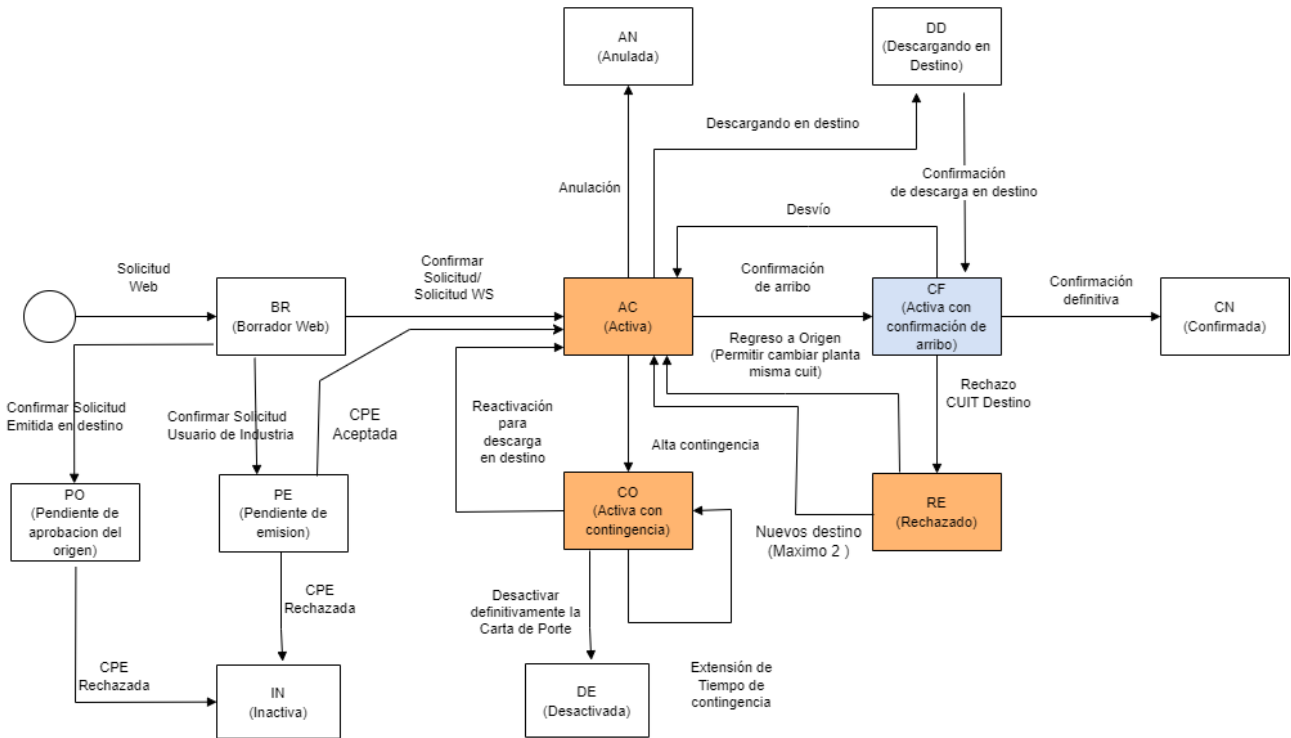 AN
(Anulada)
DD
(Descargando en
Destino)
Descargando en destino
Anulación
Confirmación
de descarga en destino
Desvío
Solicitud
Web
Confirmar
Solicitud/
Solicitud WS
Confirmación
de arribo
Confirmación
definitiva
BR
(Borrador Web)
AC
(Activa)
CF
(Activa con
confirmación de
arribo)
CN
(Confirmada)
Regreso a Origen
(Permitir cambiar planta
misma cuit)
Rechazo
CUIT Destino
Confirmar Solicitud
Emitida en destino
Confirmar Solicitud
Usuario de Industria
CPE
Aceptada
Reactivación
para
descarga
en destino
Alta contingencia
PO
(Pendiente de
aprobacion del
origen)
PE
(Pendiente de
emision)
CO
(Activa con
contingencia)
RE
(Rechazado)
Nuevos destino
(Maximo 2 )
CPE
Rechazada
Desactivar
definitivamente la
Carta de Porte
CPE
Rechazada
IN
(Inactiva)
DE
(Desactivada)
Extensión de
Tiempo de
contingencia